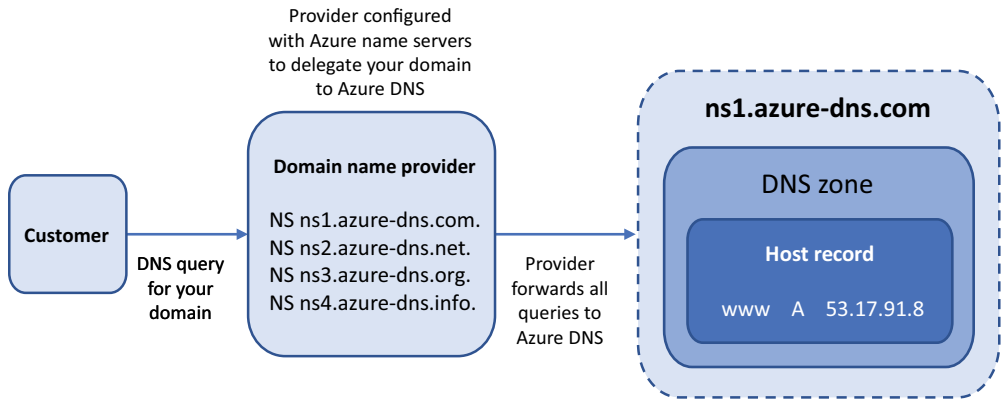 Provider configured
with Azure name servers
to delegate your domain
to Azure DNS
Customer
DNS query
for your
domain
Domain name provider
NS ns1.azure-dns.com.
NS ns2.azure-dns.net.
NS ns3.azure-dns.org.
NS ns4.azure-dns.info.
Provider
forwards all
queries to
Azure DNS
ns1.azure-dns.com
DNS zone
Host record
www A 53.17.91.8